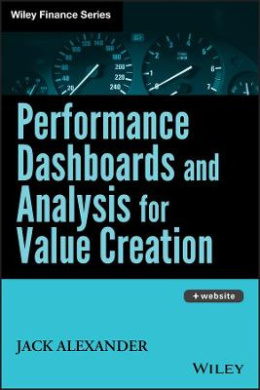 Wiley Finance Series
Performance
Dashboards and
Analysis for
Value Creation
+website
JACK ALEXANDER
WILEY